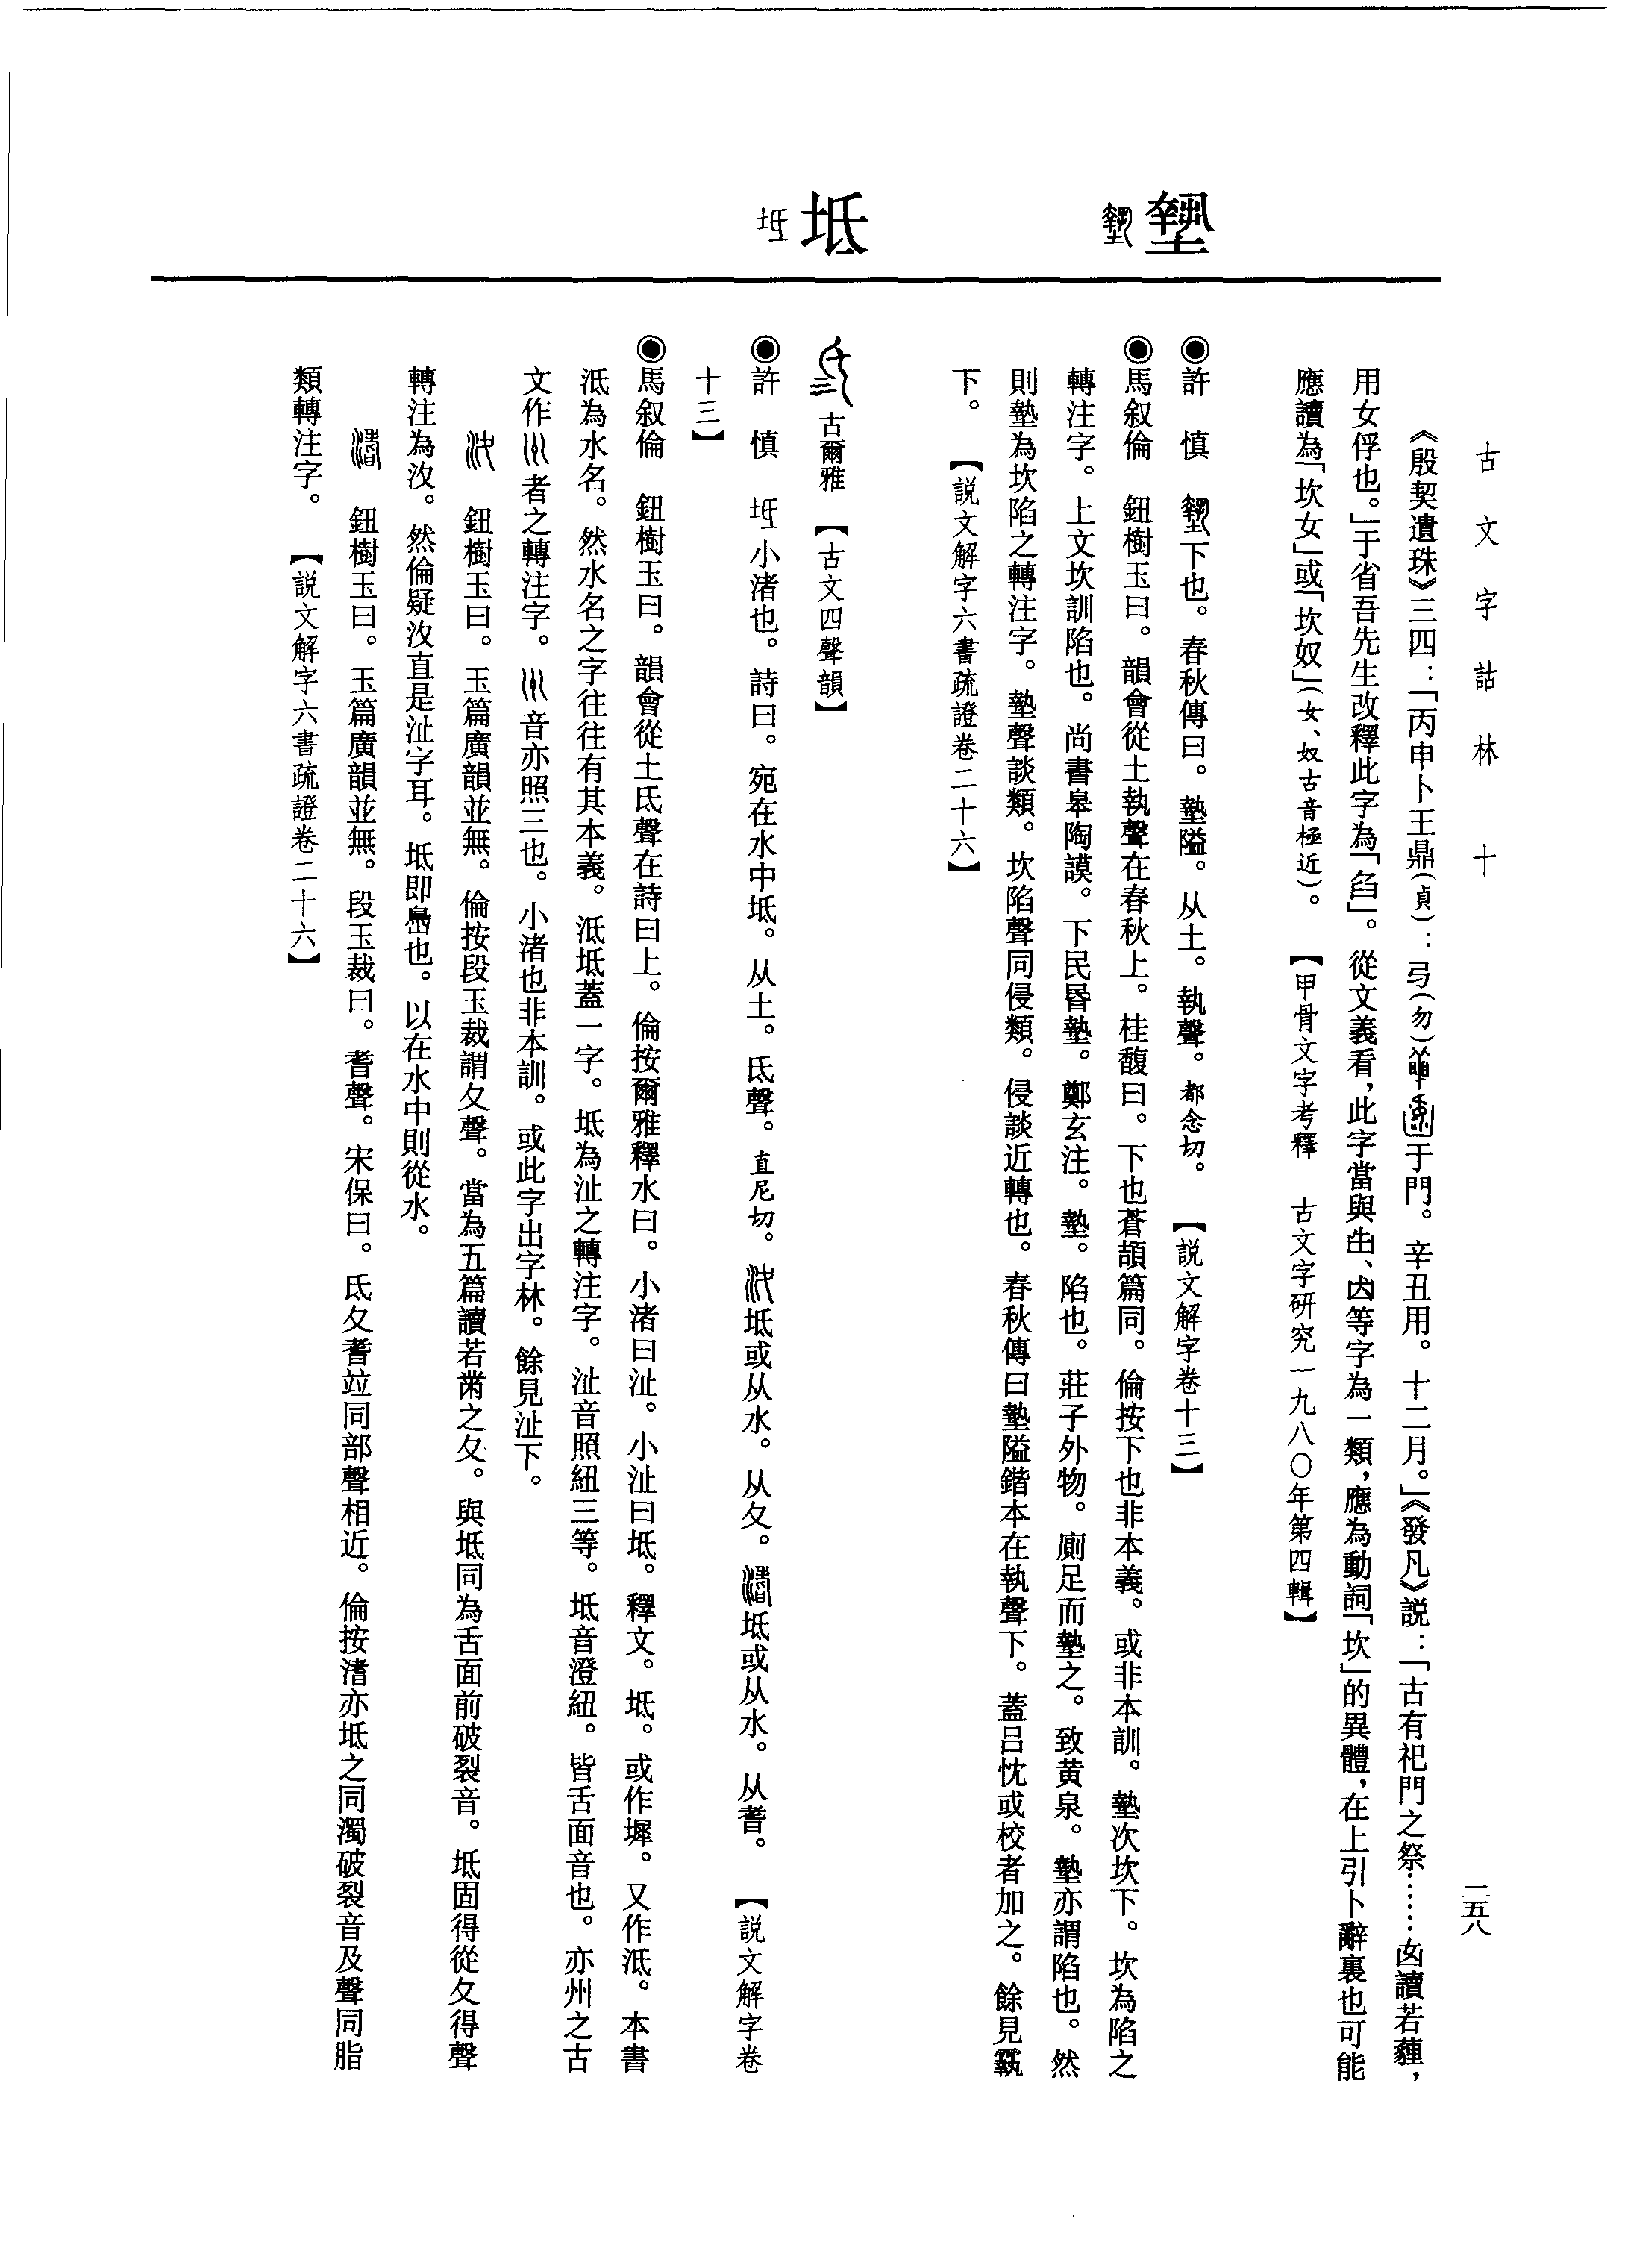 古文字詁林 十
二五八
墊
坻
《殷契遺珠》三四：「丙申卜王鼎（貞）：弜（勿）于門。辛丑用。十二月。」《發凡》説：「古有祀門之祭……㚢讀若薶，
用女俘也。」于省吾先生改釋此字為「臽」。從文義看，此字當與㞢、凶等字為一類，應為動詞「坎」的異體，在上引卜辭裏也可能
應讀為「坎女」或「坎奴」（女、奴古音極近）。 【甲骨文字考釋 古文字研究一九八〇年第四輯】
◉許 慎 下也。春秋傳曰。墊隘。从土。執聲。都念切。 【説文解字卷十三】
◉馬叙倫 鈕樹玉曰。韻會從土執聲在春秋上。桂馥曰。下也蒼頡篇同。倫按下也非本義。或非本訓。墊次坎下。坎為陷之
轉注字。上文坎訓陷也。尚書皋陶謨。下民昏墊。鄭玄注。墊。陷也。莊子外物。廁足而墊之。致黄泉。墊亦謂陷也。然
則墊為坎陷之轉注字。墊聲談類。坎陷聲同侵類。侵談近轉也。春秋傳曰墊隘鍇本在執聲下。蓋吕忱或校者加之。餘見
下。 【説文解字六書疏證卷二十六】
古爾雅 【古文四聲韻】
◉許 慎 小渚也。詩曰。宛在水中坻。从土。氐聲。直尼切。坻或从水。从夂。坻或从水。从耆。 【説文解字卷
十三】
◉馬叙倫 鈕樹玉曰。韻會從土氐聲在詩曰上。倫按爾雅釋水曰。小渚曰沚。小沚曰坻。釋文。坻。或作墀。又作泜。本書
泜為水名。然水名之字往往有其本義。泜坻蓋一字。坻為沚之轉注字。沚音照紐三等。坻音澄紐。皆舌面音也。亦州之古
文作者之轉注字。音亦照三也。小渚也非本訓。或此字出字林。餘見沚下。
鈕樹玉曰。玉篇廣韻並無。倫按段玉裁謂夂聲。當為五篇讀若黹之夂。與坻同為舌面前破裂音。坻固得從夂得聲
轉注為汷。然倫疑汷直是沚字耳。坻即島也。以在水中則從水。
鈕樹玉曰。玉篇廣韻並無。段玉裁曰。耆聲。宋保曰。氐夂耆竝同部聲相近。倫按渚亦坻之同濁破裂音及聲同脂
類轉注字。 【説文解字六書疏證卷二十六】